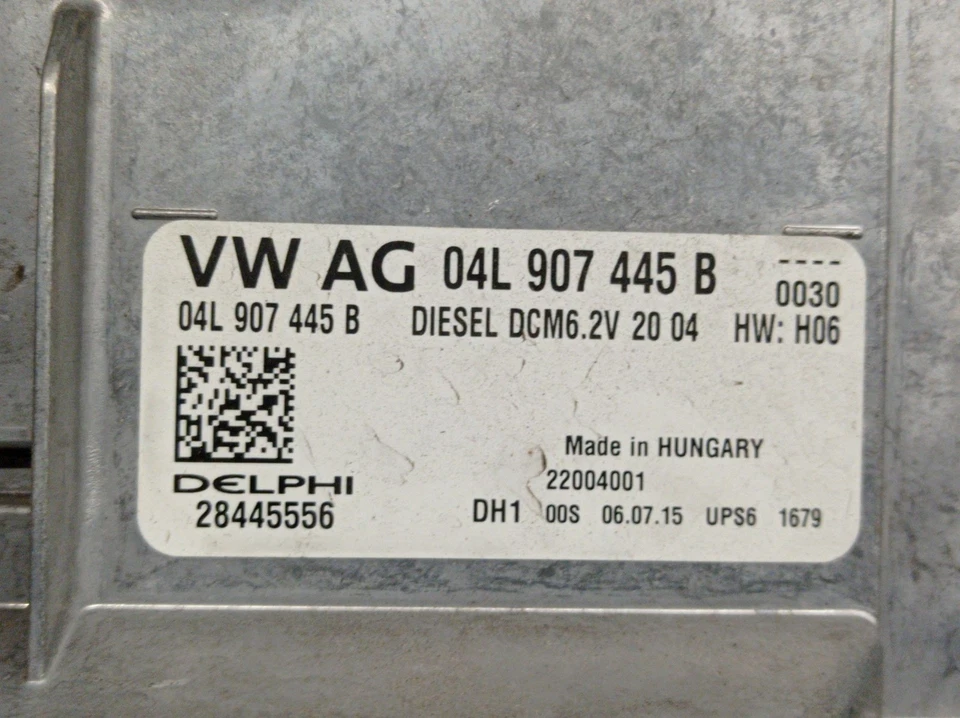 VW AG 04L 907 445 B ----
0030
04L 907 445 B DIESEL DCM6.2V 20 04 HW: H06
Made in HUNGARY
DELPHI 22004001
28445556 DH1 00S 06.07.15 UPS6 1679